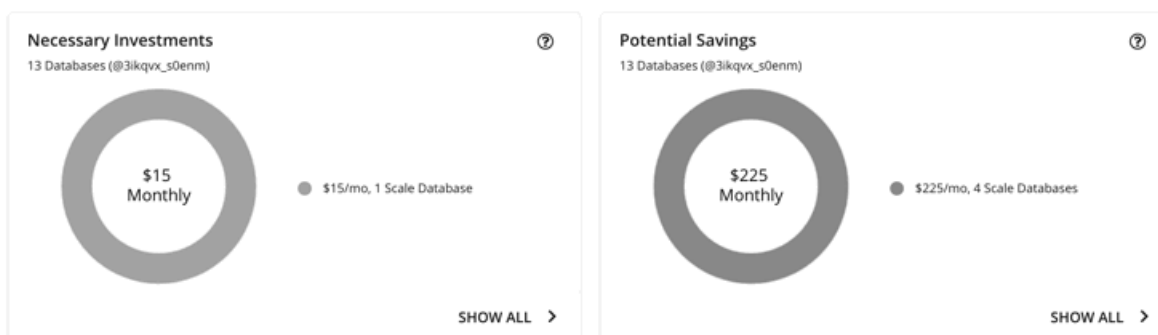 Necessary Investments
13 Databases (@3ikqvx_s0enm)
$15
Monthly
$15/mo, 1 Scale Database
SHOW ALL
Potential Savings
13 Databases (@3ikqvx_s0enm)
$225
Monthly
$225/mo, 4 Scale Databases
SHOW ALL